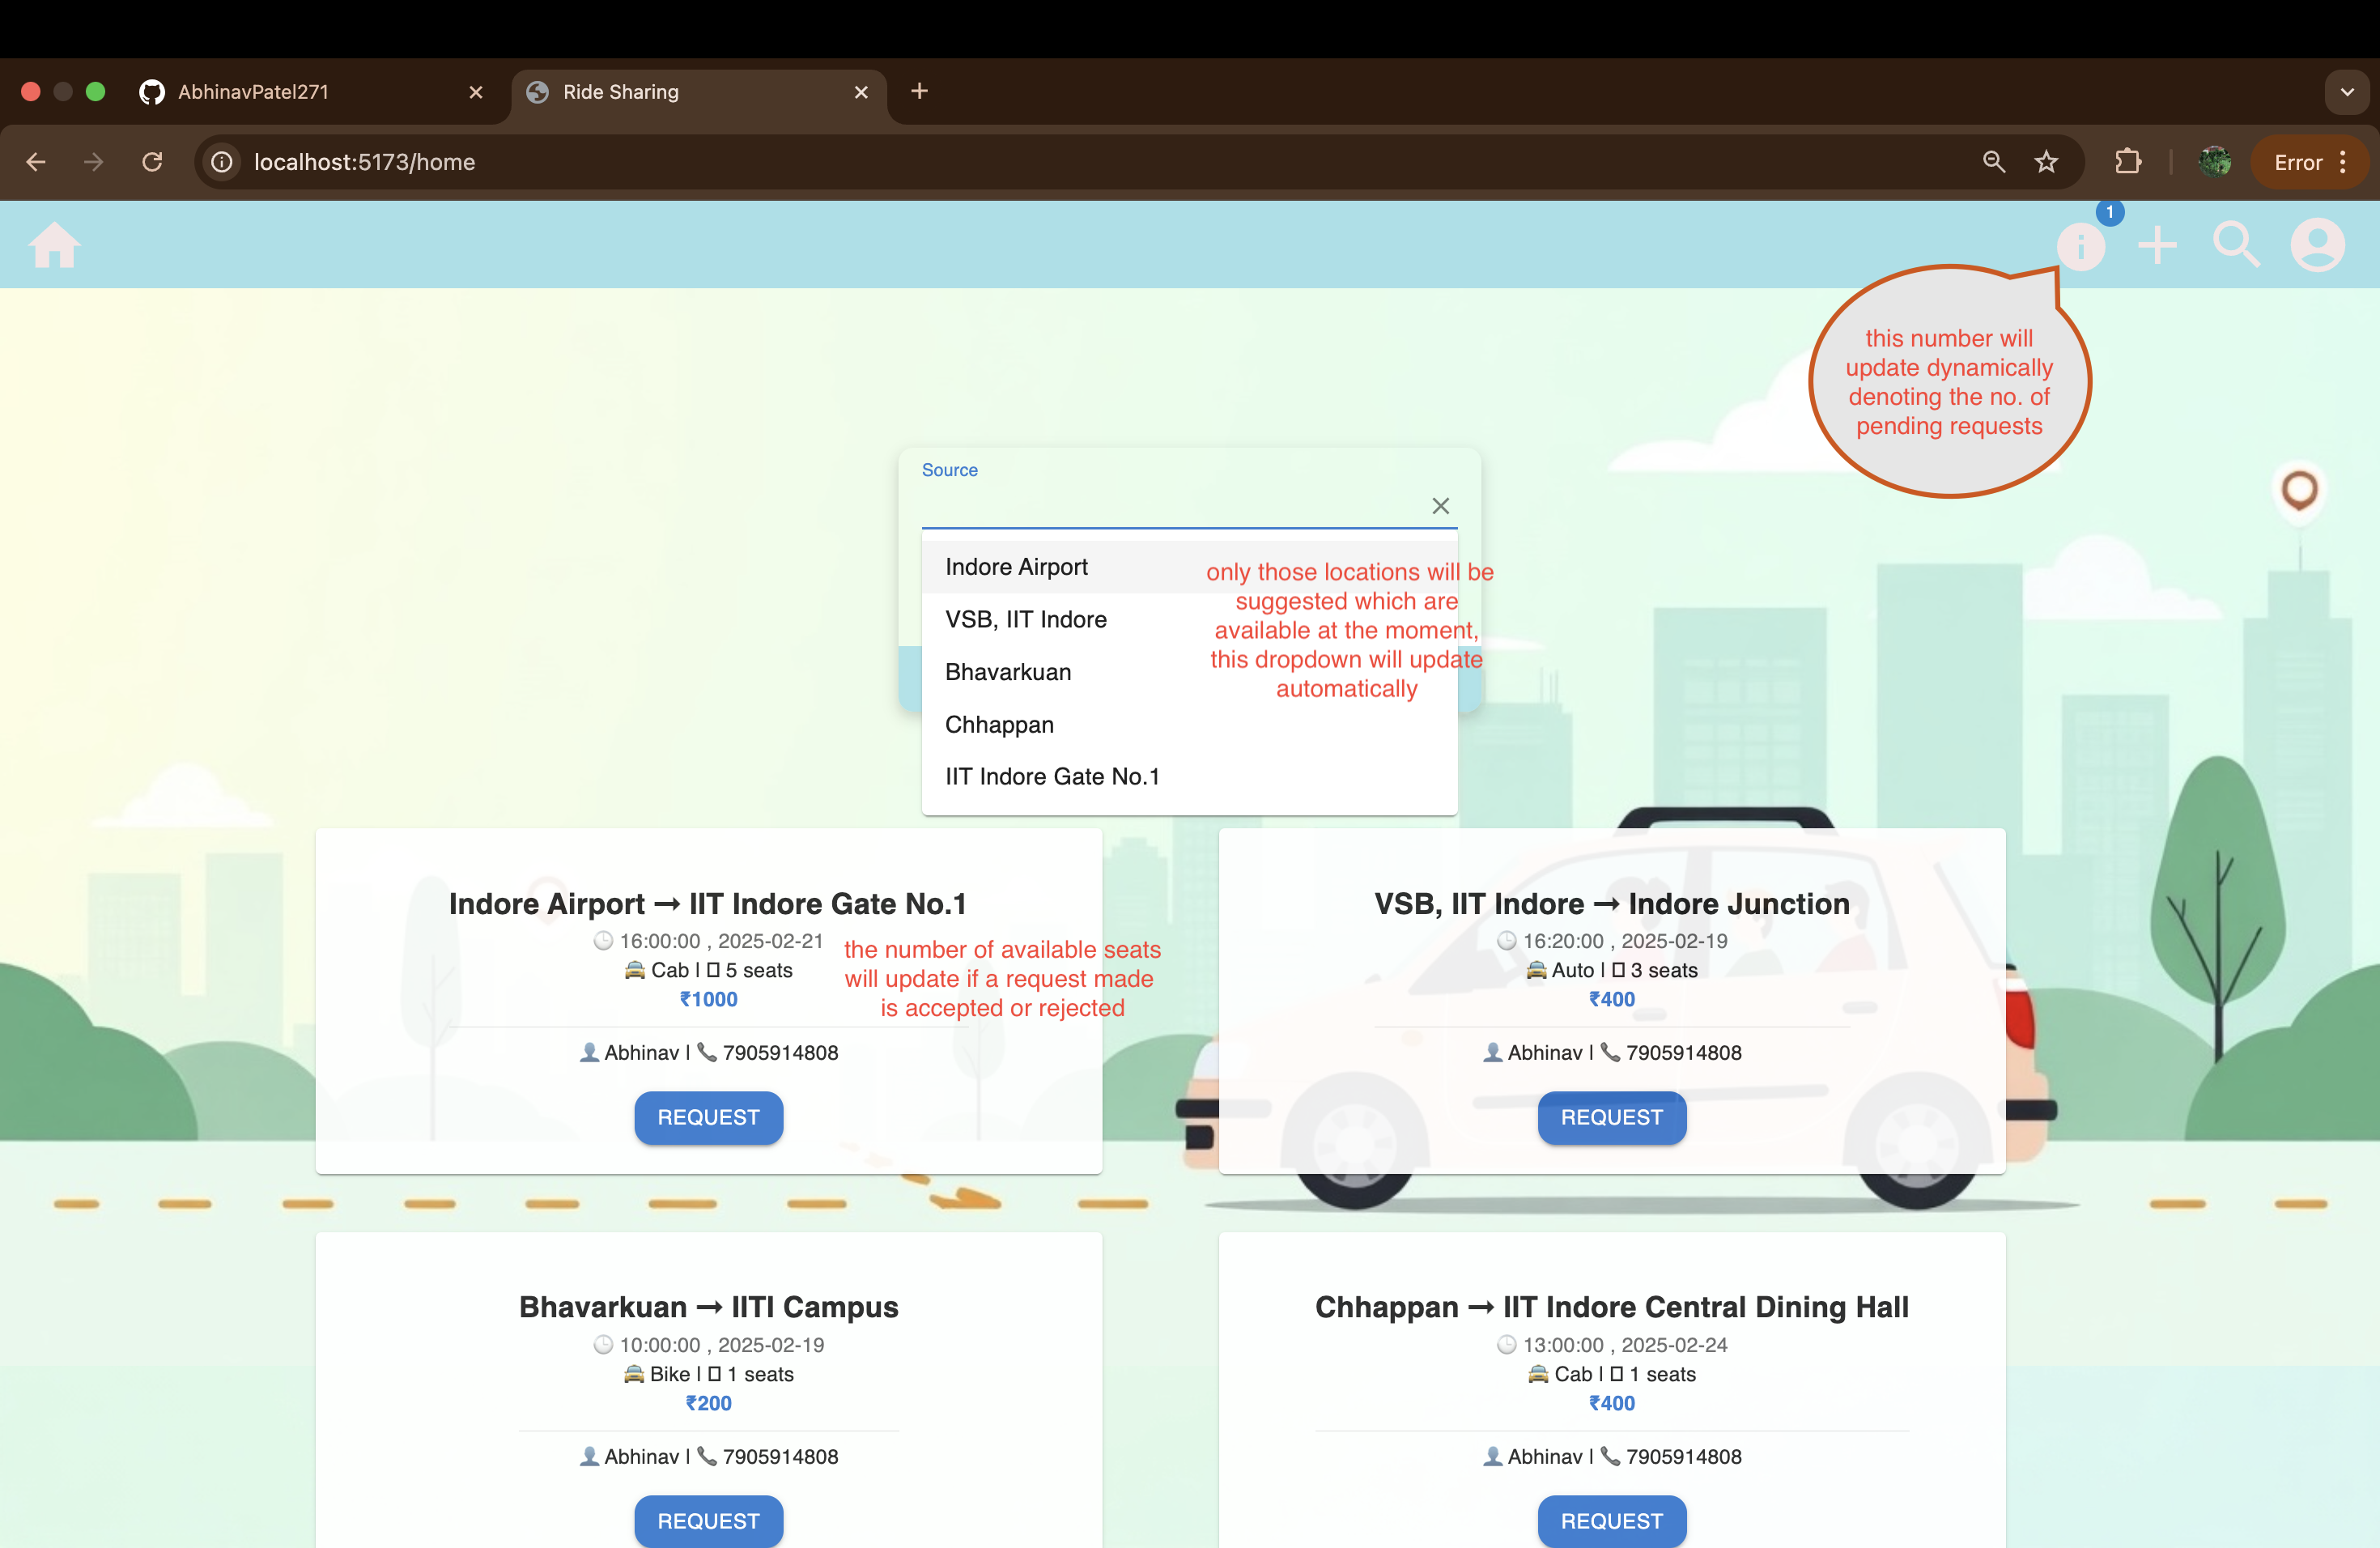 AbhinavPatel271
Ride Sharing
localhost:5173/home
Error
1
this number will
update dynamically
denoting the no. of
pending requests
Source
Indore Airport
VSB, IIT Indore
Bhavarkuan
Chhappan
IIT Indore Gate No.1
only those locations will be
suggested which are
available at the moment,
this dropdown will update
automatically
Indore Airport → IIT Indore Gate No.1
🕒 16:00:00 , 2025-02-21
🚖 Cab | 5 seats
₹1000
👤 Abhinav | 📞 7905914808
REQUEST
the number of available seats
will update if a request made
is accepted or rejected
VSB, IIT Indore → Indore Junction
🕒 16:20:00 , 2025-02-19
🚖 Auto | 3 seats
₹400
👤 Abhinav | 📞 7905914808
REQUEST
Bhavarkuan → IITI Campus
🕒 10:00:00 , 2025-02-19
🚖 Bike | 1 seats
₹200
👤 Abhinav | 📞 7905914808
REQUEST
Chhappan → IIT Indore Central Dining Hall
🕒 13:00:00 , 2025-02-24
🚖 Cab | 1 seats
₹400
👤 Abhinav | 📞 7905914808
REQUEST